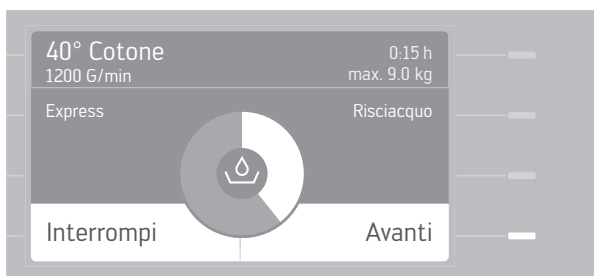 40° Cotone
0:15 h
1200 G/min
max. 9.0 kg
Express
Risciacquo
Interrompi
Avanti